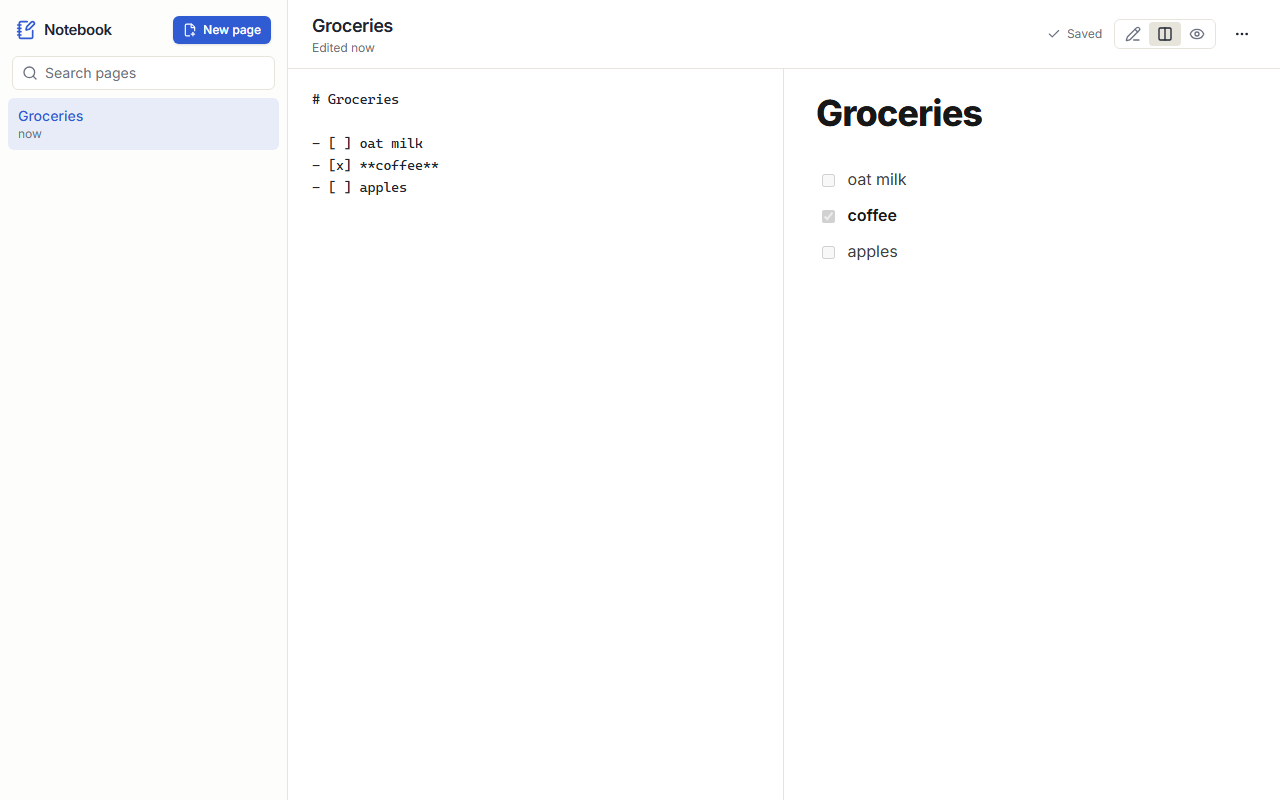 Notebook
New page
Search pages
Groceries
now
Groceries
Edited now
Saved
# Groceries
- [ ] oat milk
- [x] **coffee**
- [ ] apples
Groceries
oat milk
coffee
apples